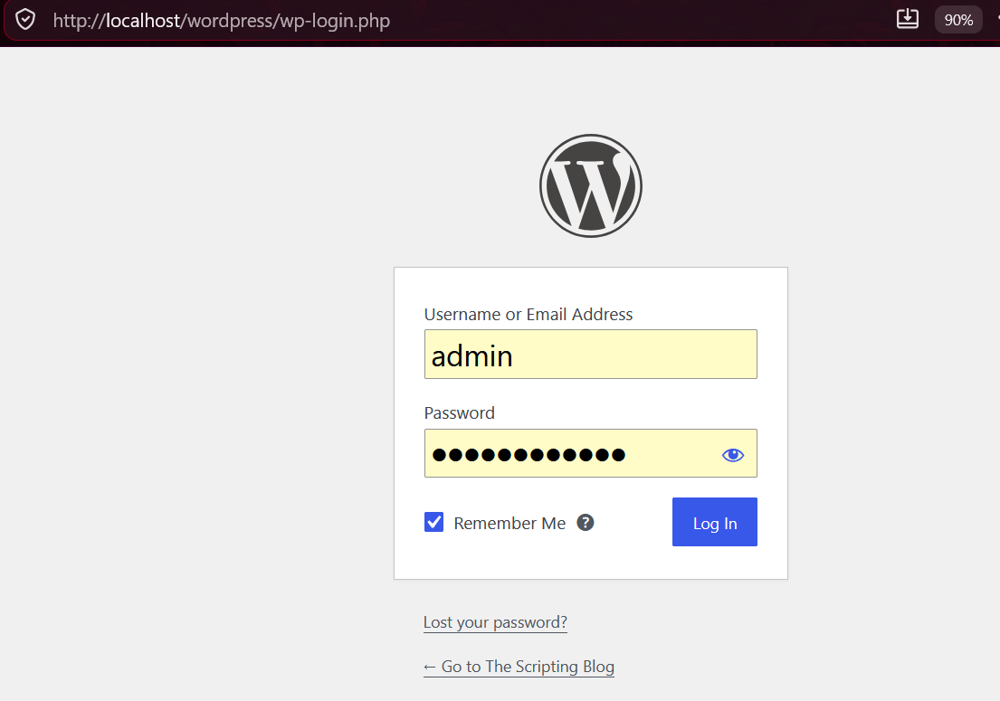 http://localhost/wordpress/wp-login.php
90%
Username or Email Address
admin
Password
●●●●●●●●●●●●
Remember Me ?
Log In
Lost your password?
← Go to The Scripting Blog